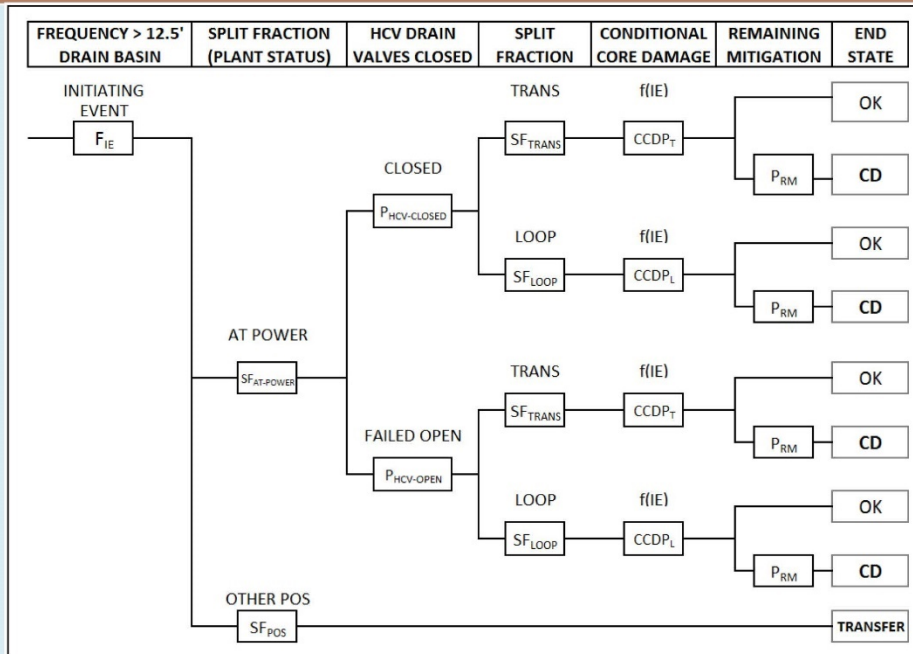 FREQUENCY > 12.5' SPLIT FRACTION HCV DRAIN SPLIT CONDITIONAL REMAINING END
DRAIN BASIN (PLANT STATUS) VALVES CLOSED FRACTION CORE DAMAGE MITIGATION STATE
INITIATING TRANS f(IE)
EVENT OK
F_IE SF_TRANS CCDP_T
CLOSED P_RM CD
P_HCV-CLOSED
LOOP f(IE) OK
SF_LOOP CCDP_L
P_RM CD
AT POWER
SF_AT-POWER TRANS f(IE) OK
SF_TRANS CCDP_T
FAILED OPEN P_RM CD
P_HCV-OPEN
LOOP f(IE) OK
SF_LOOP CCDP_L
P_RM CD
OTHER POS
SF_POS TRANSFER